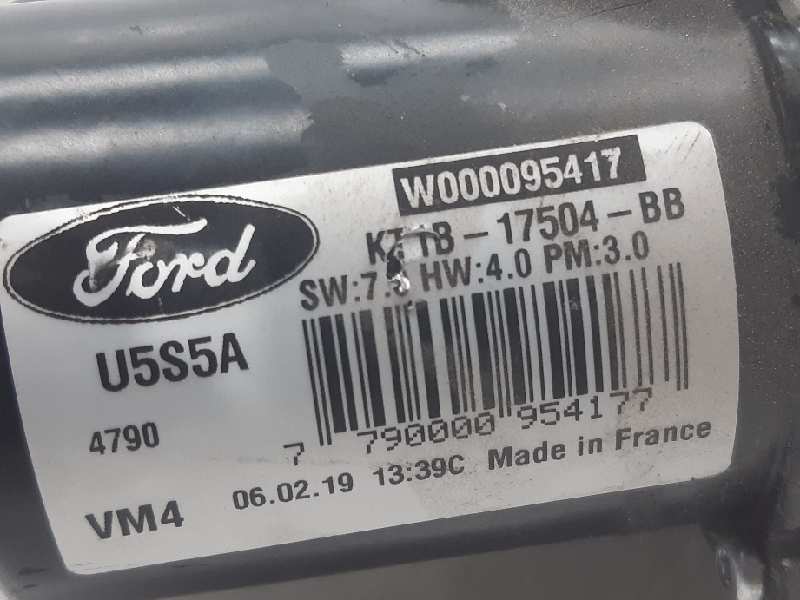 W000095417
Ford
-17504-BB
HW:4.0 PM:3.0
U5S5A
4790
7 790000 954177
VM4
06.02.19 13:39C Made in France